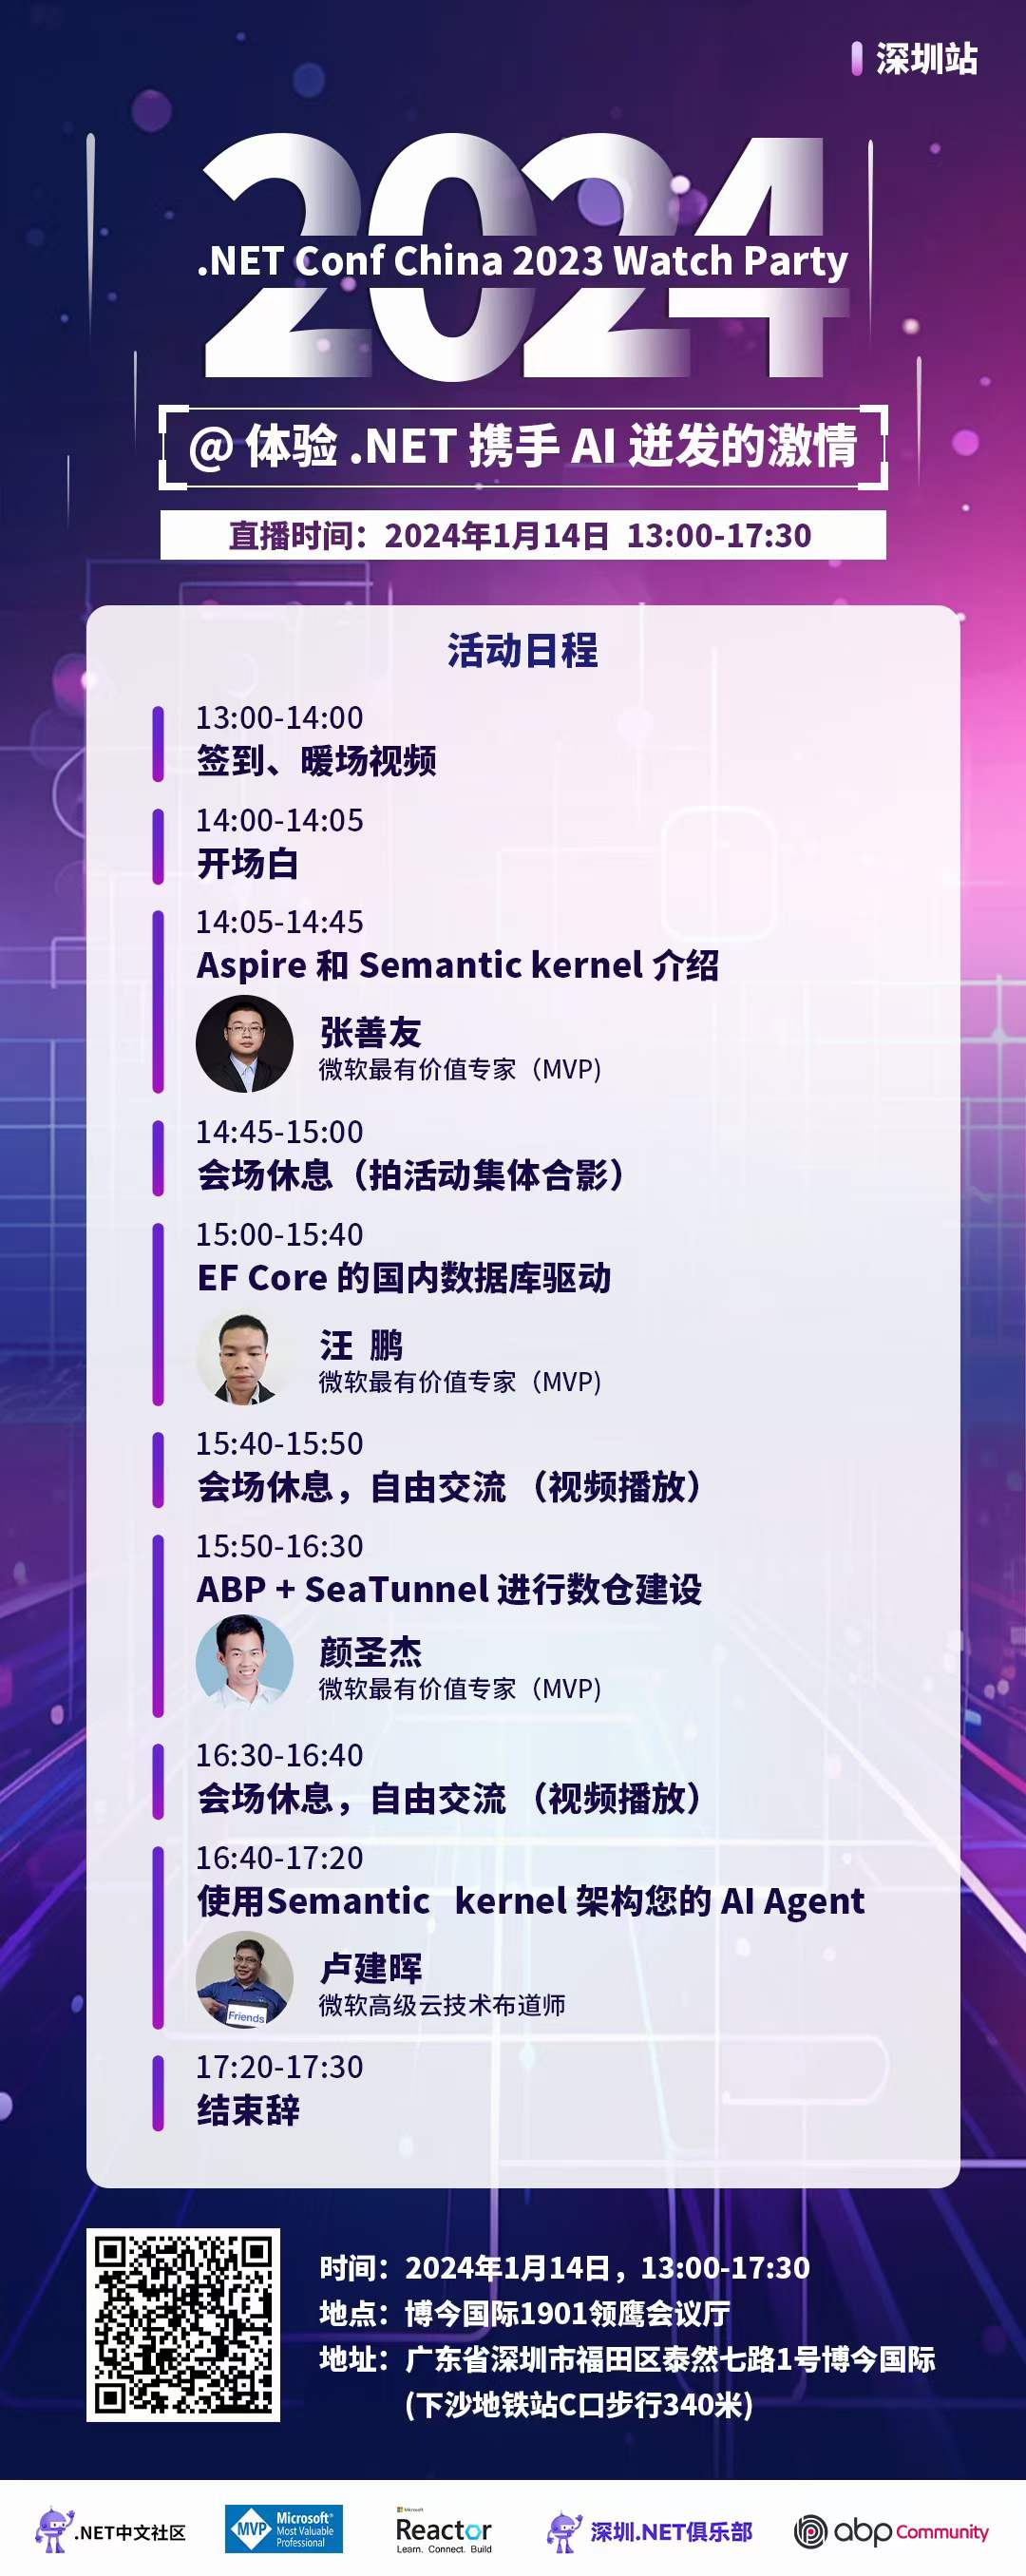 深圳站
2024
.NET Conf China 2023 Watch Party
@ 体验 .NET 携手 AI 迸发的激情
直播时间：2024年1月14日 13:00-17:30
活动日程
13:00-14:00
签到、暖场视频
14:00-14:05
开场白
14:05-14:45
Aspire 和 Semantic kernel 介绍
张善友
微软最有价值专家（MVP)
14:45-15:00
会场休息（拍活动集体合影）
15:00-15:40
EF Core 的国内数据库驱动
汪 鹏
微软最有价值专家（MVP)
15:40-15:50
会场休息，自由交流 （视频播放）
15:50-16:30
ABP + SeaTunnel 进行数仓建设
颜圣杰
微软最有价值专家（MVP)
16:30-16:40
会场休息，自由交流 （视频播放）
16:40-17:20
使用Semantic kernel 架构您的 AI Agent
Friends
卢建晖
微软高级云技术布道师
17:20-17:30
结束辞
时间：2024年1月14日，13:00-17:30
地点：博今国际1901领鹰会议厅
地址：广东省深圳市福田区泰然七路1号博今国际
(下沙地铁站C口步行340米)
.NET中文社区
MVP
Microsoft®
Most Valuable
Professional
Microsoft
Reactor
Learn. Connect. Build
深圳.NET俱乐部
abp Community